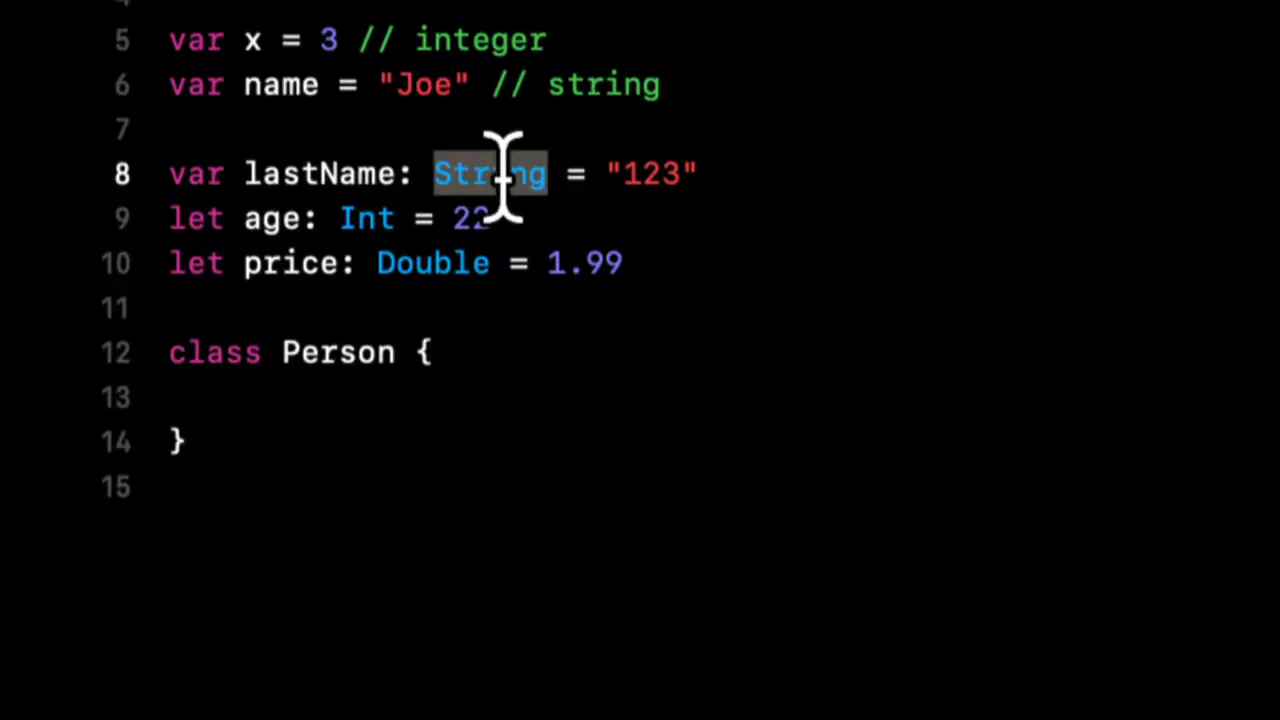 5 var x = 3 // integer
6 var name = "Joe" // string
7
8 var lastName: String = "123"
9 let age: Int = 22
10 let price: Double = 1.99
11
12 class Person {
13
14 }
15